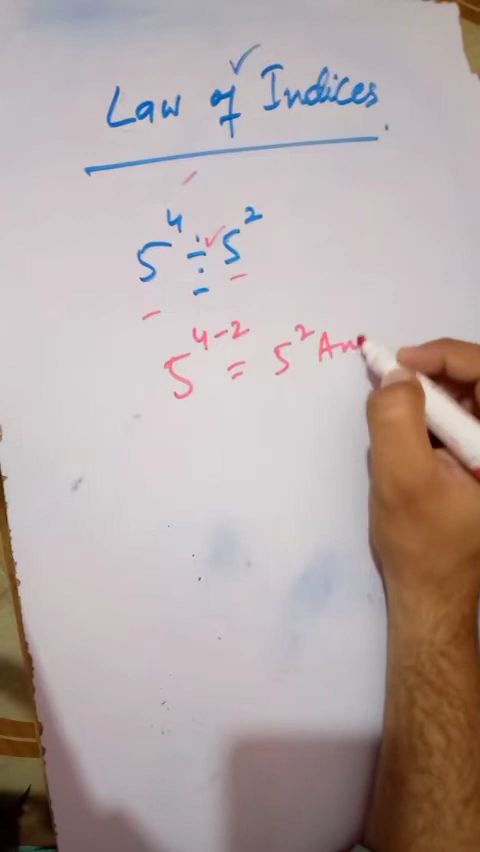 Law of Indices
5⁴ ÷ 5²
5⁴⁻² = 5² An